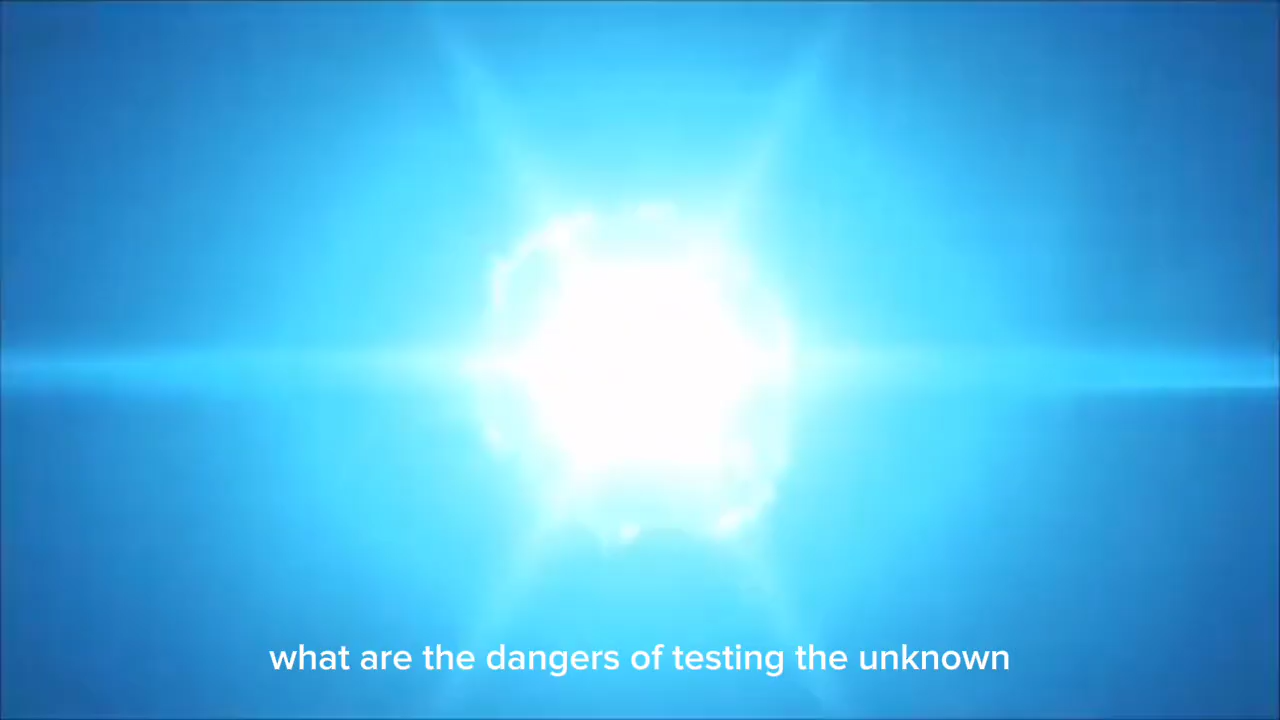 what are the dangers of testing the unknown